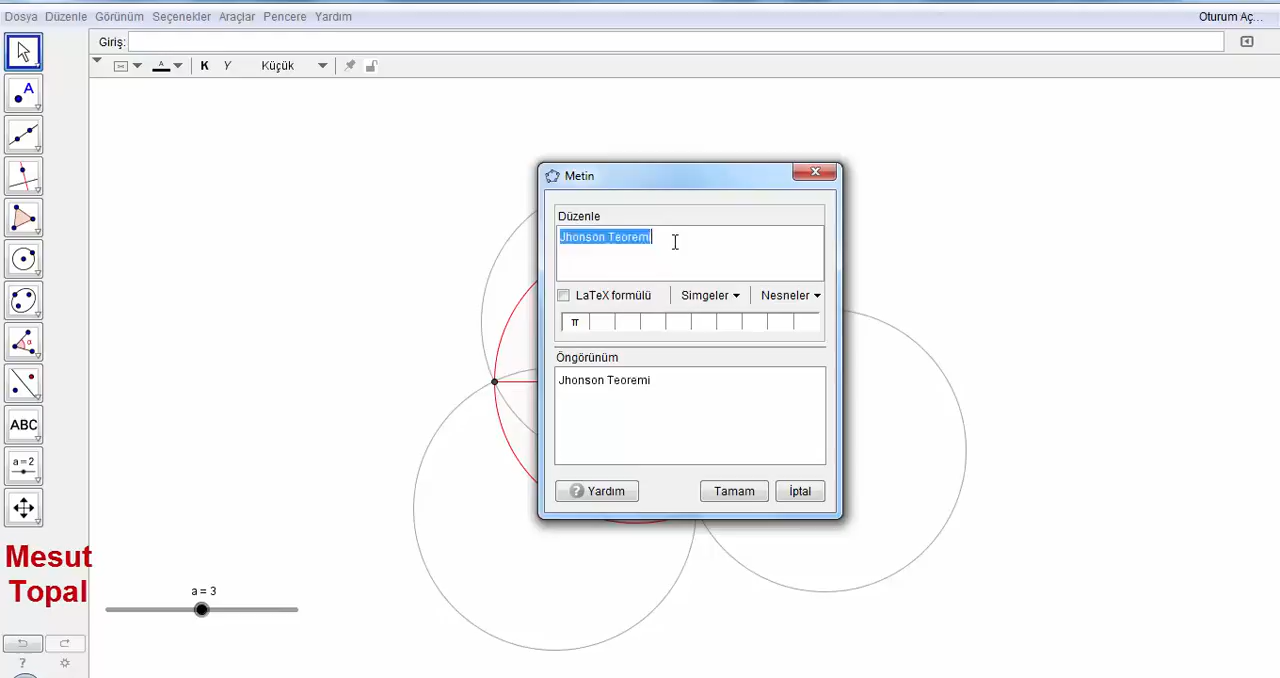 Dosya Düzenle Görünüm Seçenekler Araçlar Pencere Yardım Oturum Aç...
Giriş:
A K Y Küçük
A
Metin
Düzenle
Jhonson Teoremi
LaTeX formülü Simgeler Nesneler
π
Öngörünüm
Jhonson Teoremi
? Yardım Tamam İptal
α
ABC
a = 2
Mesut
Topal
a = 3
?